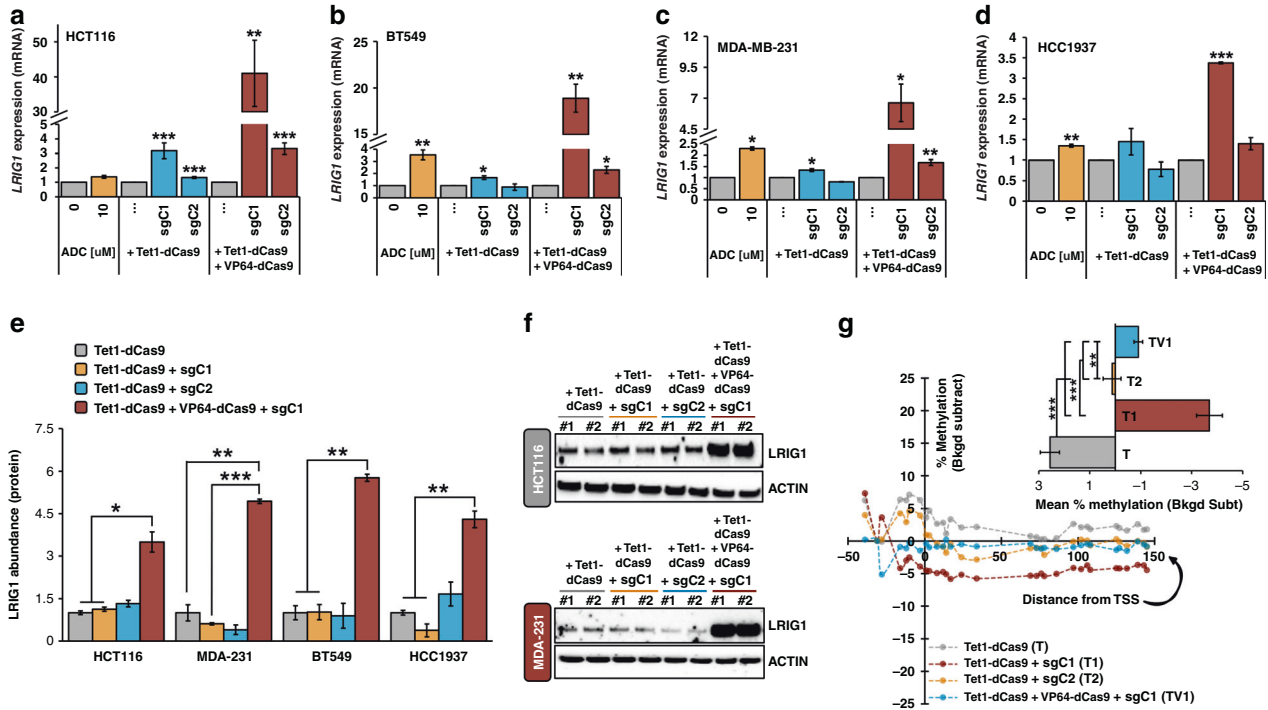 a
HCT116
LRIG1 expression (mRNA)
50
40
30
5
4
3
2
1
0
**
***
***
***
0
10
...
sgC1
sgC2
...
sgC1
sgC2
ADC [uM]
+ Tet1-dCas9
+ Tet1-dCas9
+ VP64-dCas9
b
BT549
LRIG1 expression (mRNA)
25
20
15
4
3
2
1
0
**
*
**
*
0
10
...
sgC1
sgC2
...
sgC1
sgC2
ADC [uM]
+ Tet1-dCas9
+ Tet1-dCas9
+ VP64-dCas9
c
MDA-MB-231
LRIG1 expression (mRNA)
12
9.5
7
4.5
2.5
2
1
0.5
0
*
*
*
**
0
10
...
sgC1
sgC2
...
sgC1
sgC2
ADC [uM]
+ Tet1-dCas9
+ Tet1-dCas9
+ VP64-dCas9
d
HCC1937
LRIG1 expression (mRNA)
4
3.5
3
2.5
2
1.5
1
0.5
0
**
***
0
10
...
sgC1
sgC2
...
sgC1
sgC2
ADC [uM]
+ Tet1-dCas9
+ Tet1-dCas9
+ VP64-dCas9
e
Tet1-dCas9
Tet1-dCas9 + sgC1
Tet1-dCas9 + sgC2
Tet1-dCas9 + VP64-dCas9 + sgC1
LRIG1 abundance (protein)
7.5
6
4.5
3
1.5
0
*
**
***
**
**
HCT116
MDA-231
BT549
HCC1937
f
+ Tet1-
dCas9
+ Tet1-
dCas9
+ sgC1
+ Tet1-
dCas9
+ sgC2
+ Tet1-
dCas9
+ VP64-
dCas9
+ sgC1
#1 #2 #1 #2 #1 #2 #1 #2
HCT116
LRIG1
ACTIN
+ Tet1-
dCas9
+ Tet1-
dCas9
+ sgC1
+ Tet1-
dCas9
+ sgC2
+ Tet1-
dCas9
+ VP64-
dCas9
+ sgC1
#1 #2 #1 #2 #1 #2 #1 #2
MDA-231
LRIG1
ACTIN
g
% Methylation
(Bkgd subtract)
25
20
15
10
5
0
−5
−10
−15
−20
−25
−50
0
50
100
150
Distance from TSS
***
***
**
TV1
T2
T1
T
3
1
−1
−3
−5
Mean % methylation (Bkgd Subt)
Tet1-dCas9 (T)
Tet1-dCas9 + sgC1 (T1)
Tet1-dCas9 + sgC2 (T2)
Tet1-dCas9 + VP64-dCas9 + sgC1 (TV1)